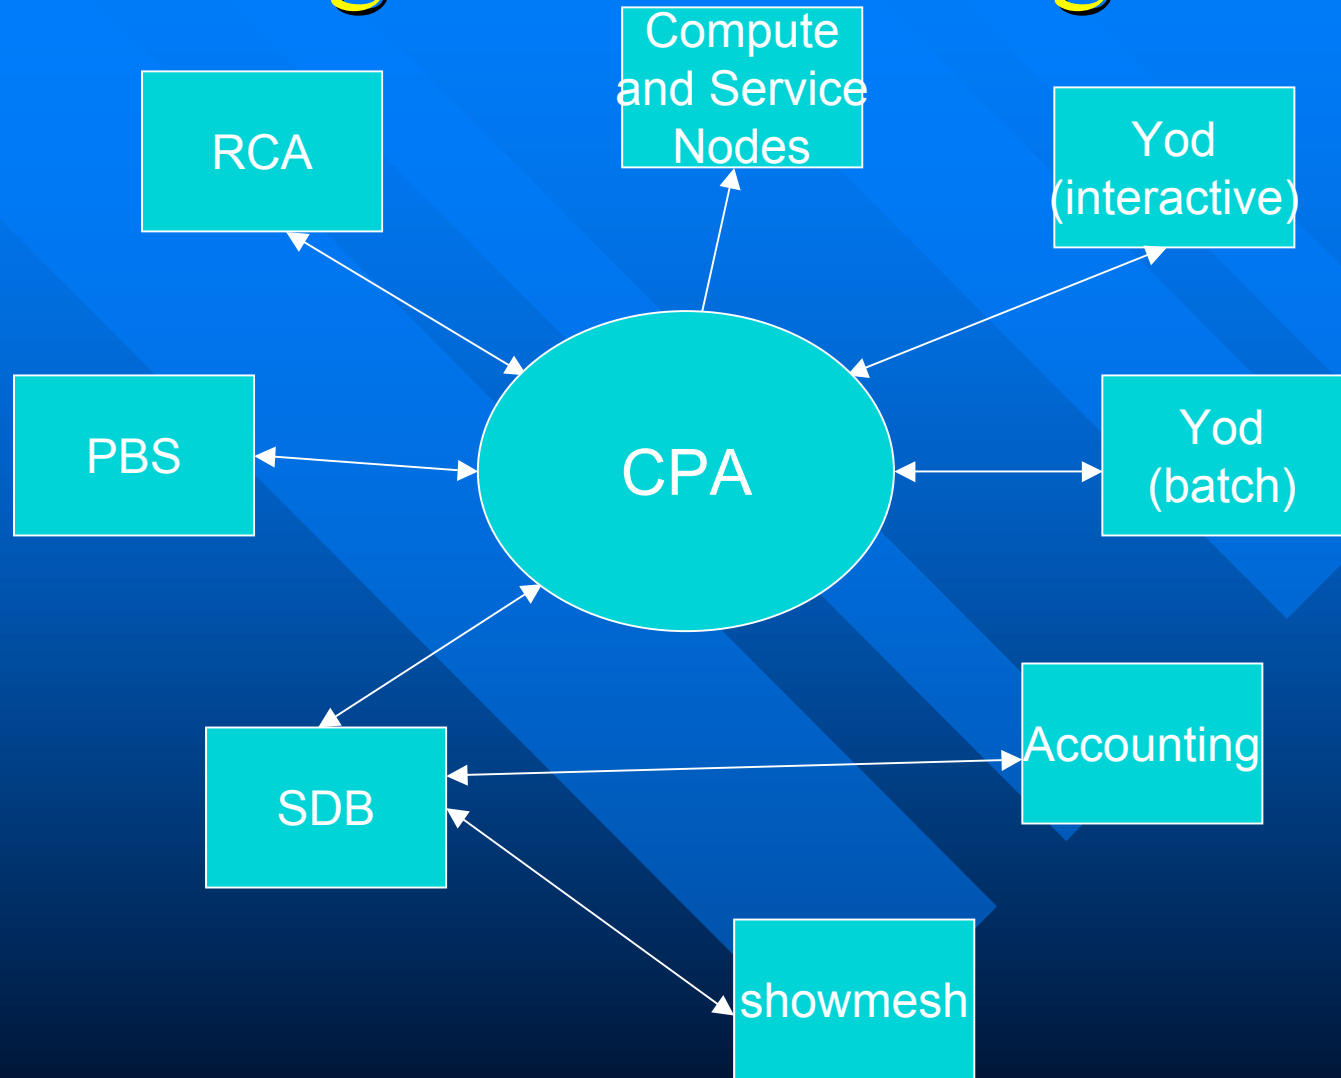 Compute
and Service
Nodes
RCA
Yod
(interactive)
PBS
CPA
Yod
(batch)
Accounting
SDB
showmesh